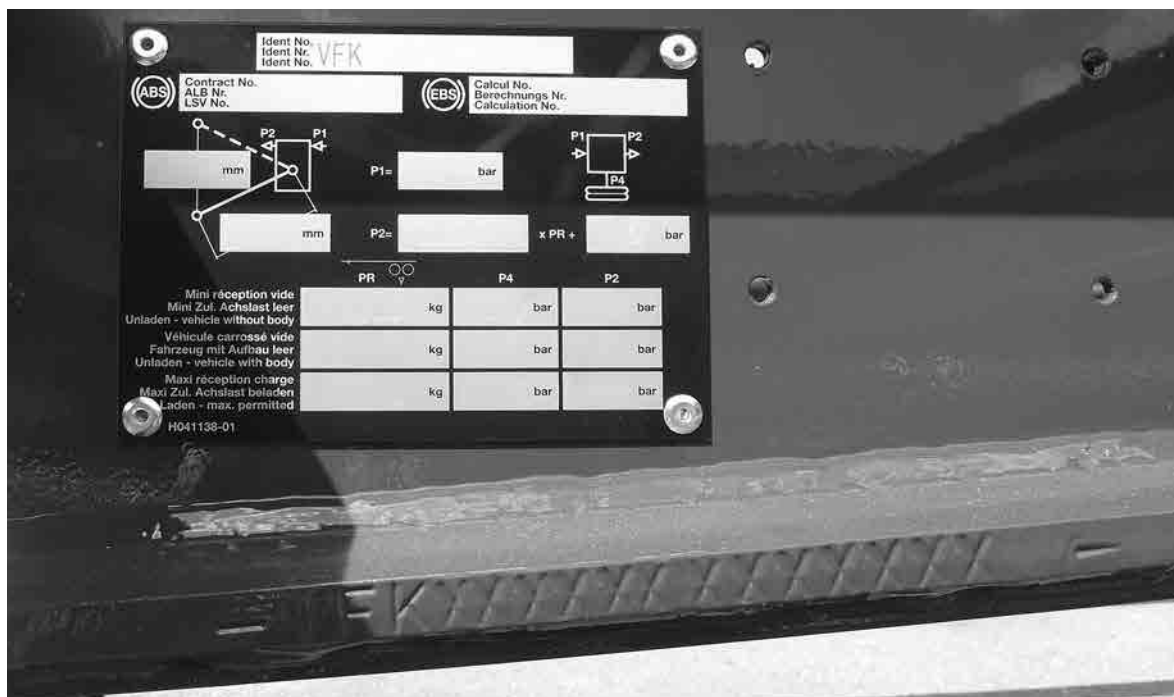 Ident No.
Ident Nr.
Ident No. VFK
ABS
Contract No.
ALB Nr.
LSV No.
EBS
Calcul No.
Berechnungs Nr.
Calculation No.
P2 P1
mm
P1= bar
P1 P2
P4
mm
P2= x PR + bar
PR P4 P2
Mini réception vide
Mini Zul. Achslast leer
Unladen - vehicle without body
kg bar bar
Véhicule carrossé vide
Fahrzeug mit Aufbau leer
Unladen - vehicle with body
kg bar bar
Maxi réception charge
Maxi Zul. Achslast beladen
Laden - max. permitted
kg bar bar
H041138-01